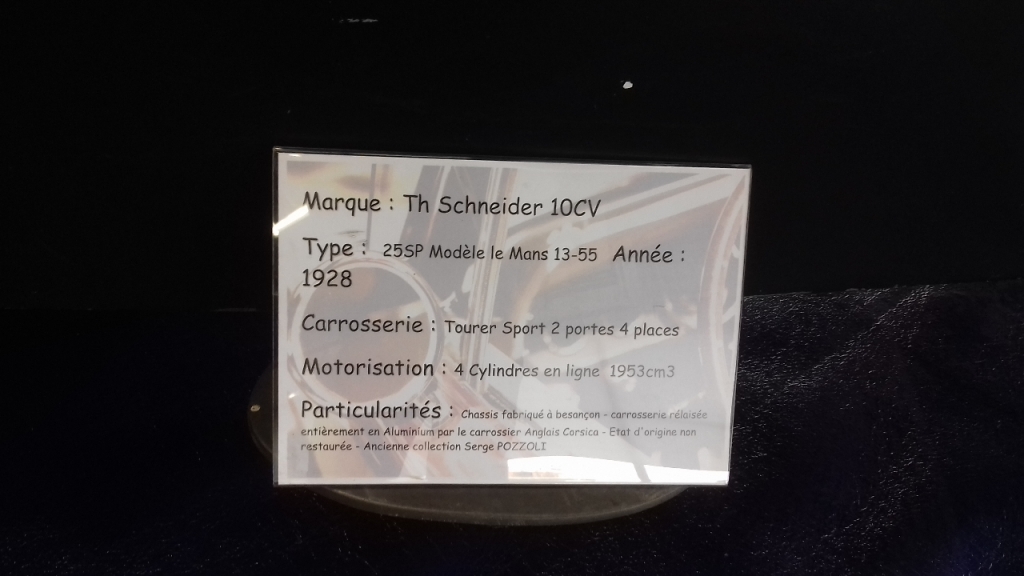 Marque : Th Schneider 10CV
Type : 25SP Modèle le Mans 13-55 Année :
1928
Carrosserie : Tourer Sport 2 portes 4 places
Motorisation : 4 Cylindres en ligne 1953cm3
Particularités : Chassis fabriqué à besançon - carrosserie rélaisée
entièrement en Aluminium par le carrossier Anglais Corsica - Etat d'origine non
restaurée - Ancienne collection Serge POZZOLI